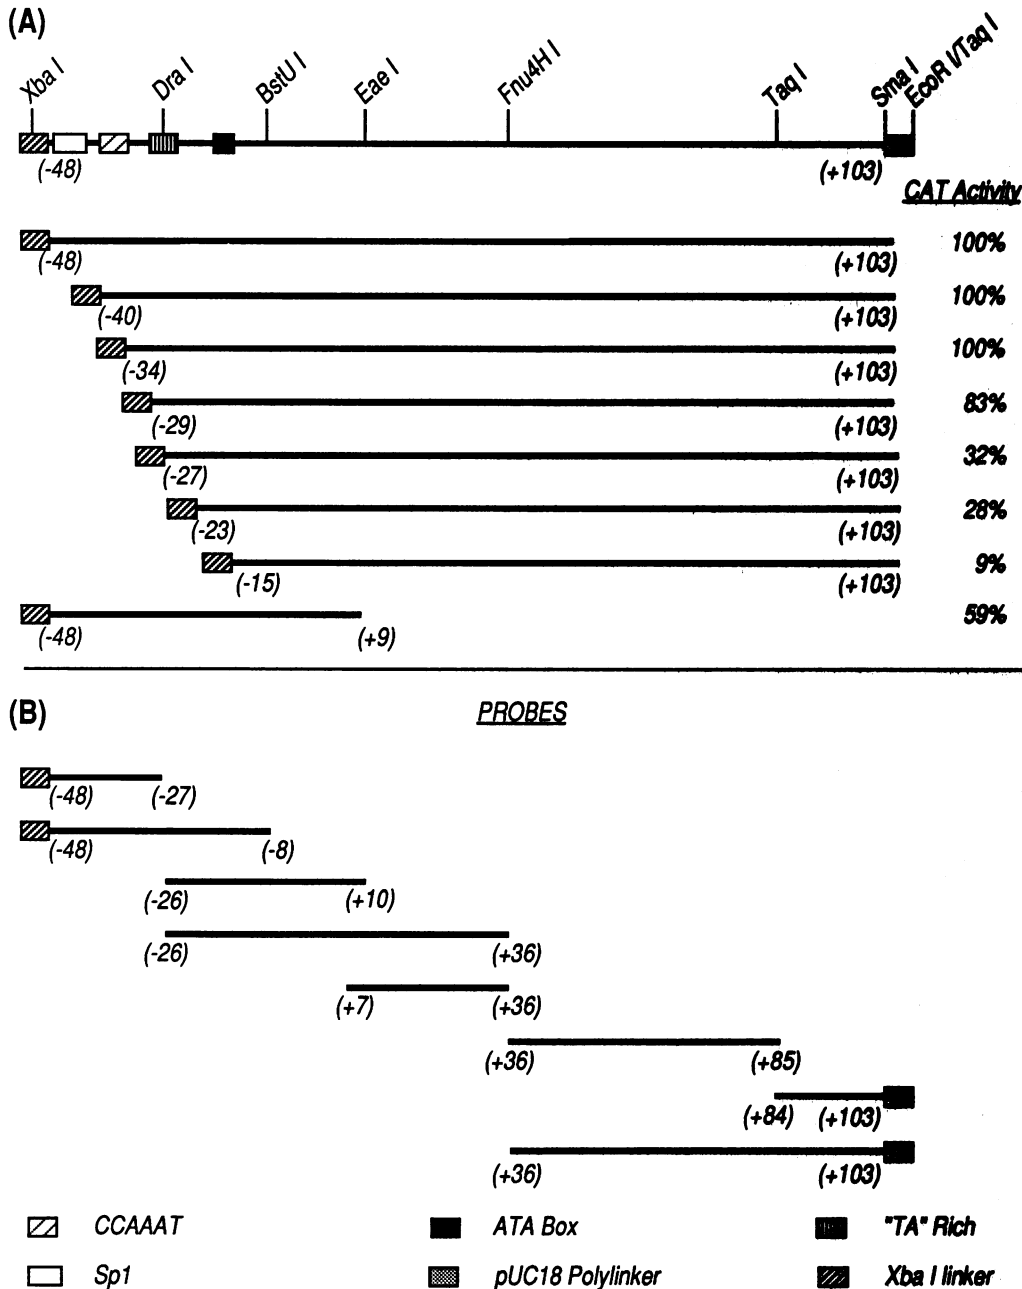 (A)
Xba I
Dra I
BstU I
Eae I
Fnu4H I
Taq I
Sma I
EcoR I/Taq I
(-48)
(+103)
CAT Activity
(-48)
(+103)
100%
(-40)
(+103)
100%
(-34)
(+103)
100%
(-29)
(+103)
83%
(-27)
(+103)
32%
(-23)
(+103)
28%
(-15)
(+103)
9%
(-48)
(+9)
59%
(B)
PROBES
(-48)
(-27)
(-48)
(-8)
(-26)
(+10)
(-26)
(+36)
(+7)
(+36)
(+36)
(+85)
(+84)
(+103)
(+36)
(+103)
CCAAAT
ATA Box
"TA" Rich
Sp1
pUC18 Polylinker
Xba I linker